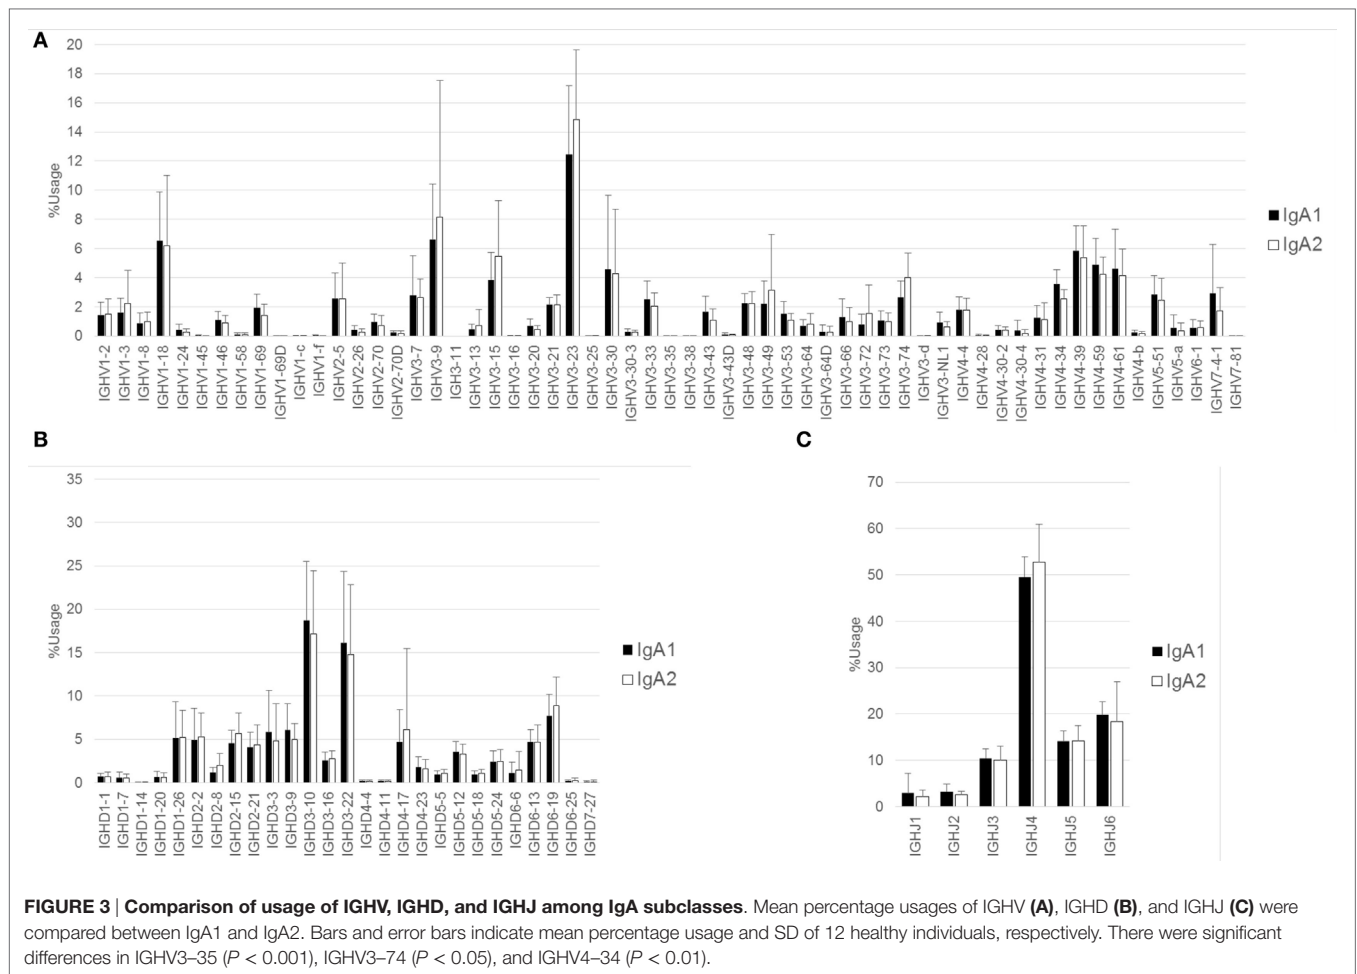 A
20
18
16
14
12
10
8
6
4
2
0
%Usage
IGHV1-2
IGHV1-3
IGHV1-8
IGHV1-18
IGHV1-24
IGHV1-45
IGHV1-46
IGHV1-58
IGHV1-69
IGHV1-69D
IGHV1-c
IGHV1-f
IGHV2-5
IGHV2-26
IGHV2-70
IGHV2-70D
IGHV3-7
IGHV3-9
IGH3-11
IGHV3-13
IGHV3-15
IGHV3-16
IGHV3-20
IGHV3-21
IGHV3-23
IGHV3-25
IGHV3-30
IGHV3-30-3
IGHV3-33
IGHV3-35
IGHV3-38
IGHV3-43
IGHV3-43D
IGHV3-48
IGHV3-49
IGHV3-53
IGHV3-64
IGHV3-64D
IGHV3-66
IGHV3-72
IGHV3-73
IGHV3-74
IGHV3-d
IGHV3-NL1
IGHV4-4
IGHV4-28
IGHV4-30-2
IGHV4-30-4
IGHV4-31
IGHV4-34
IGHV4-39
IGHV4-59
IGHV4-61
IGHV4-b
IGHV5-51
IGHV5-a
IGHV6-1
IGHV7-4-1
IGHV7-81
IgA1
IgA2
B
35
30
25
20
15
10
5
0
%Usage
IGHD1-1
IGHD1-7
IGHD1-14
IGHD1-20
IGHD1-26
IGHD2-2
IGHD2-8
IGHD2-15
IGHD2-21
IGHD3-3
IGHD3-9
IGHD3-10
IGHD3-16
IGHD3-22
IGHD4-4
IGHD4-11
IGHD4-17
IGHD4-23
IGHD5-5
IGHD5-12
IGHD5-18
IGHD5-24
IGHD6-6
IGHD6-13
IGHD6-19
IGHD6-25
IGHD7-27
IgA1
IgA2
C
70
60
50
40
30
20
10
0
%Usage
IGHJ1
IGHJ2
IGHJ3
IGHJ4
IGHJ5
IGHJ6
IgA1
IgA2
FIGURE 3 | Comparison of usage of IGHV, IGHD, and IGHJ among IgA subclasses. Mean percentage usages of IGHV (A), IGHD (B), and IGHJ (C) were
compared between IgA1 and IgA2. Bars and error bars indicate mean percentage usage and SD of 12 healthy individuals, respectively. There were significant
differences in IGHV3–35 (P < 0.001), IGHV3–74 (P < 0.05), and IGHV4–34 (P < 0.01).